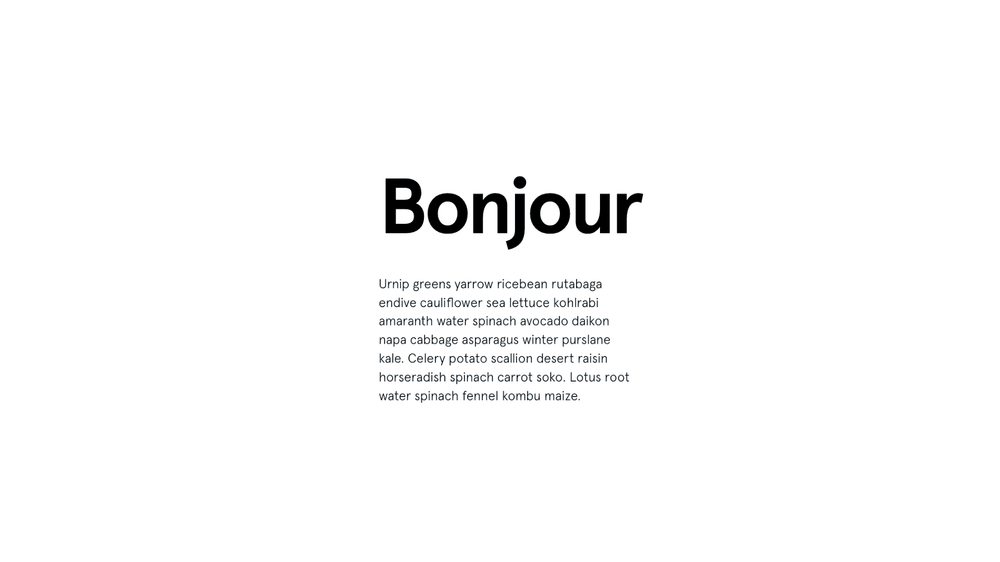 Bonjour
Urnip greens yarrow ricebean rutabaga
endive cauliflower sea lettuce kohlrabi
amaranth water spinach avocado daikon
napa cabbage asparagus winter purslane
kale. Celery potato scallion desert raisin
horseradish spinach carrot soko. Lotus root
water spinach fennel kombu maize.